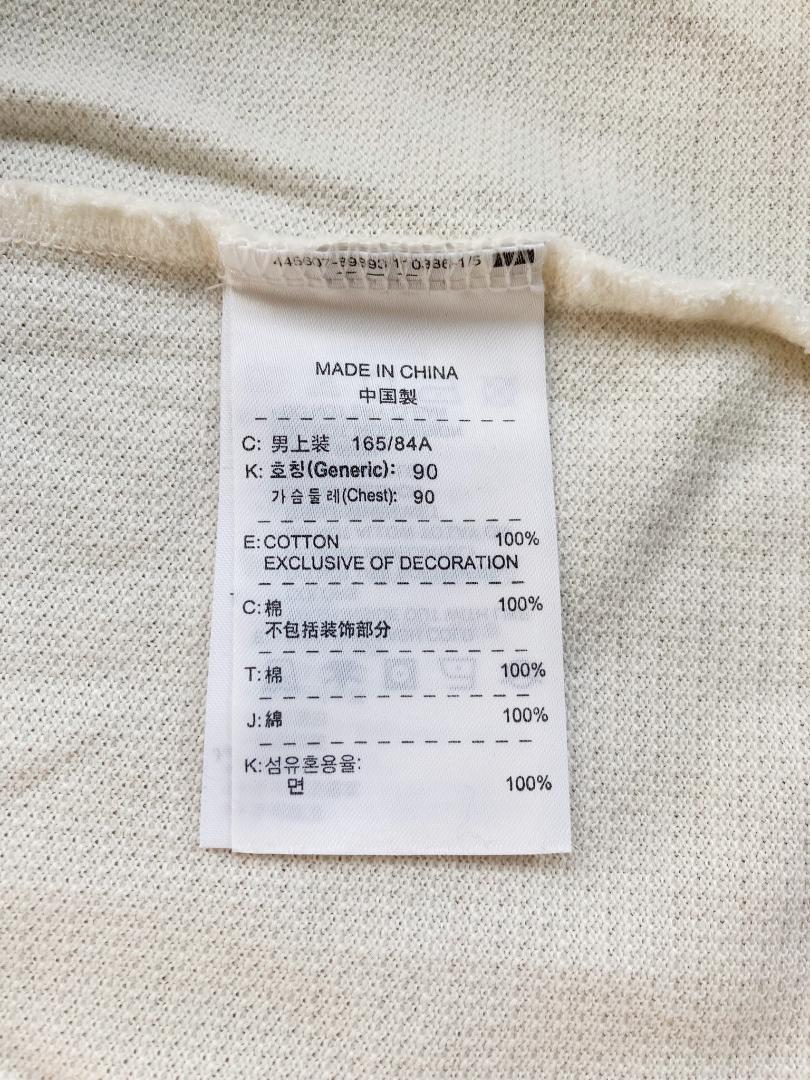 MADE IN CHINA
中国製
C: 男上装 165/84A
K: 호칭(Generic): 90
가슴둘레(Chest): 90
E: COTTON 100%
EXCLUSIVE OF DECORATION
C: 棉 100%
不包括装饰部分
T: 棉 100%
J: 綿 100%
K: 섬유혼용율:
면 100%